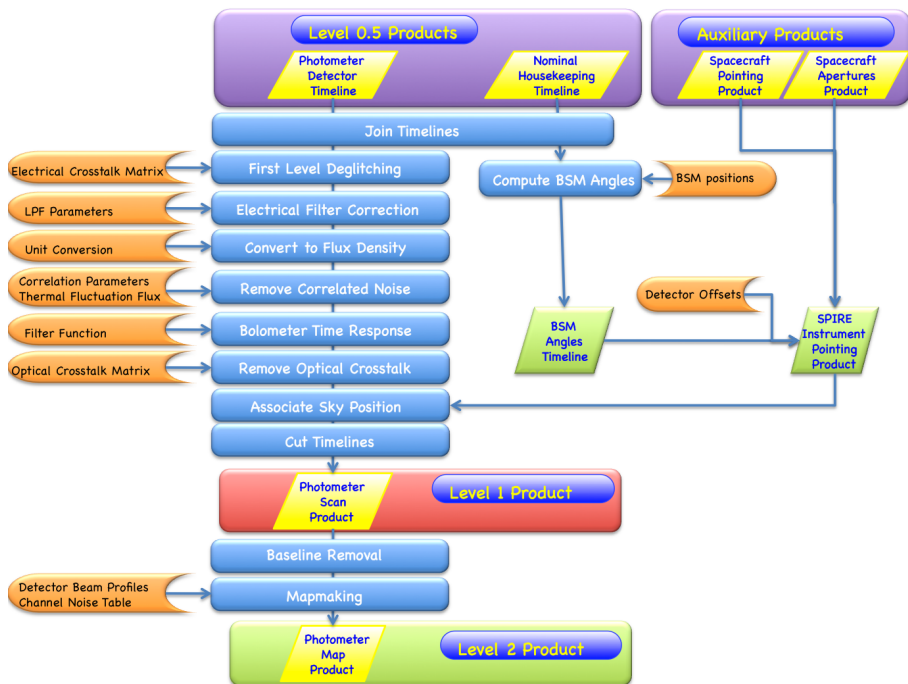 Level 0.5 Products
Auxiliary Products
Photometer
Detector
Timeline
Nominal
Housekeeping
Timeline
Spacecraft
Pointing
Product
Spacecraft
Apertures
Product
Join Timelines
Electrical Crosstalk Matrix
First Level Deglitching
Compute BSM Angles
BSM positions
LPF Parameters
Electrical Filter Correction
Unit Conversion
Convert to Flux Density
Correlation Parameters
Thermal Fluctuation Flux
Remove Correlated Noise
Detector Offsets
Filter Function
Bolometer Time Response
BSM
Angles
Timeline
SPIRE
Instrument
Pointing
Product
Optical Crosstalk Matrix
Remove Optical Crosstalk
Associate Sky Position
Cut Timelines
Photometer
Scan
Product
Level 1 Product
Baseline Removal
Detector Beam Profiles
Channel Noise Table
Mapmaking
Photometer
Map
Product
Level 2 Product